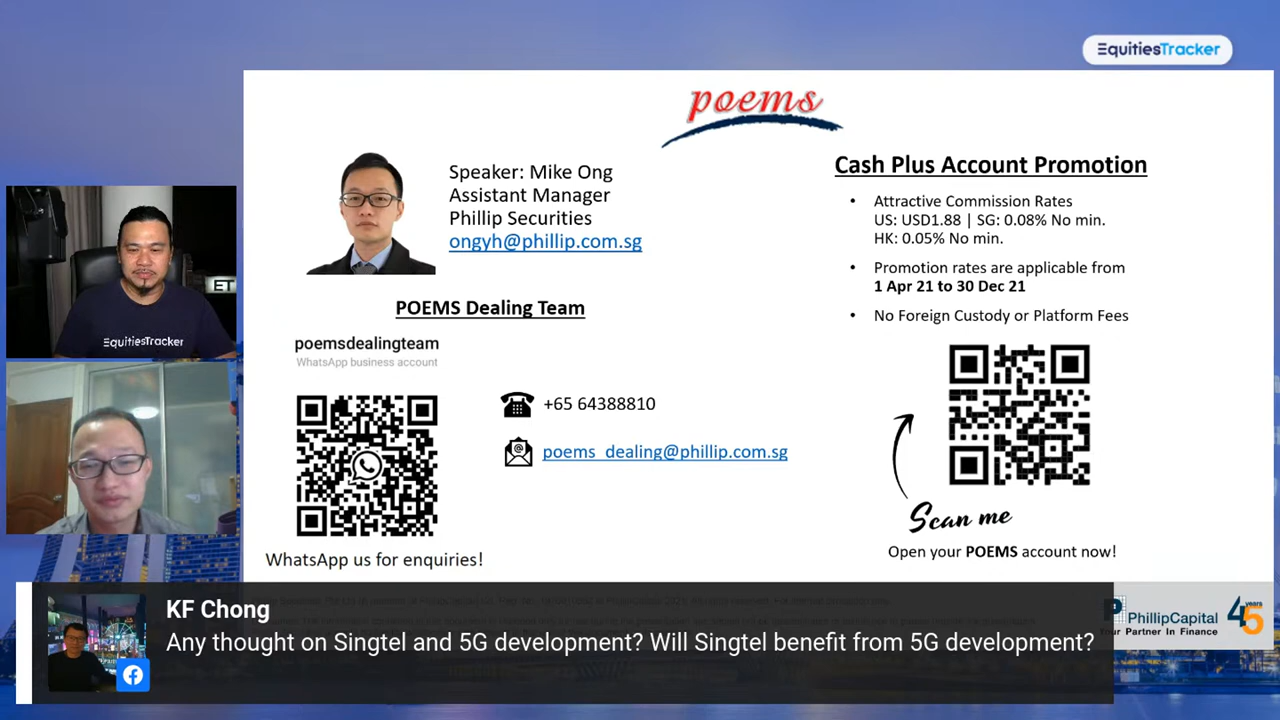 EquitiesTracker
poems
Speaker: Mike Ong
Assistant Manager
Phillip Securities
ongyh@phillip.com.sg
POEMS Dealing Team
poemsdealingteam
WhatsApp business account
WhatsApp us for enquiries!
+65 64388810
poems_dealing@phillip.com.sg
Cash Plus Account Promotion
• Attractive Commission Rates
US: USD1.88 | SG: 0.08% No min.
HK: 0.05% No min.
• Promotion rates are applicable from
1 Apr 21 to 30 Dec 21
• No Foreign Custody or Platform Fees
Scan me
Open your POEMS account now!
ET
EquitiesTracker
KF Chong
Any thought on Singtel and 5G development? Will Singtel benefit from 5G development?
PhillipCapital
Your Partner In Finance
45 years